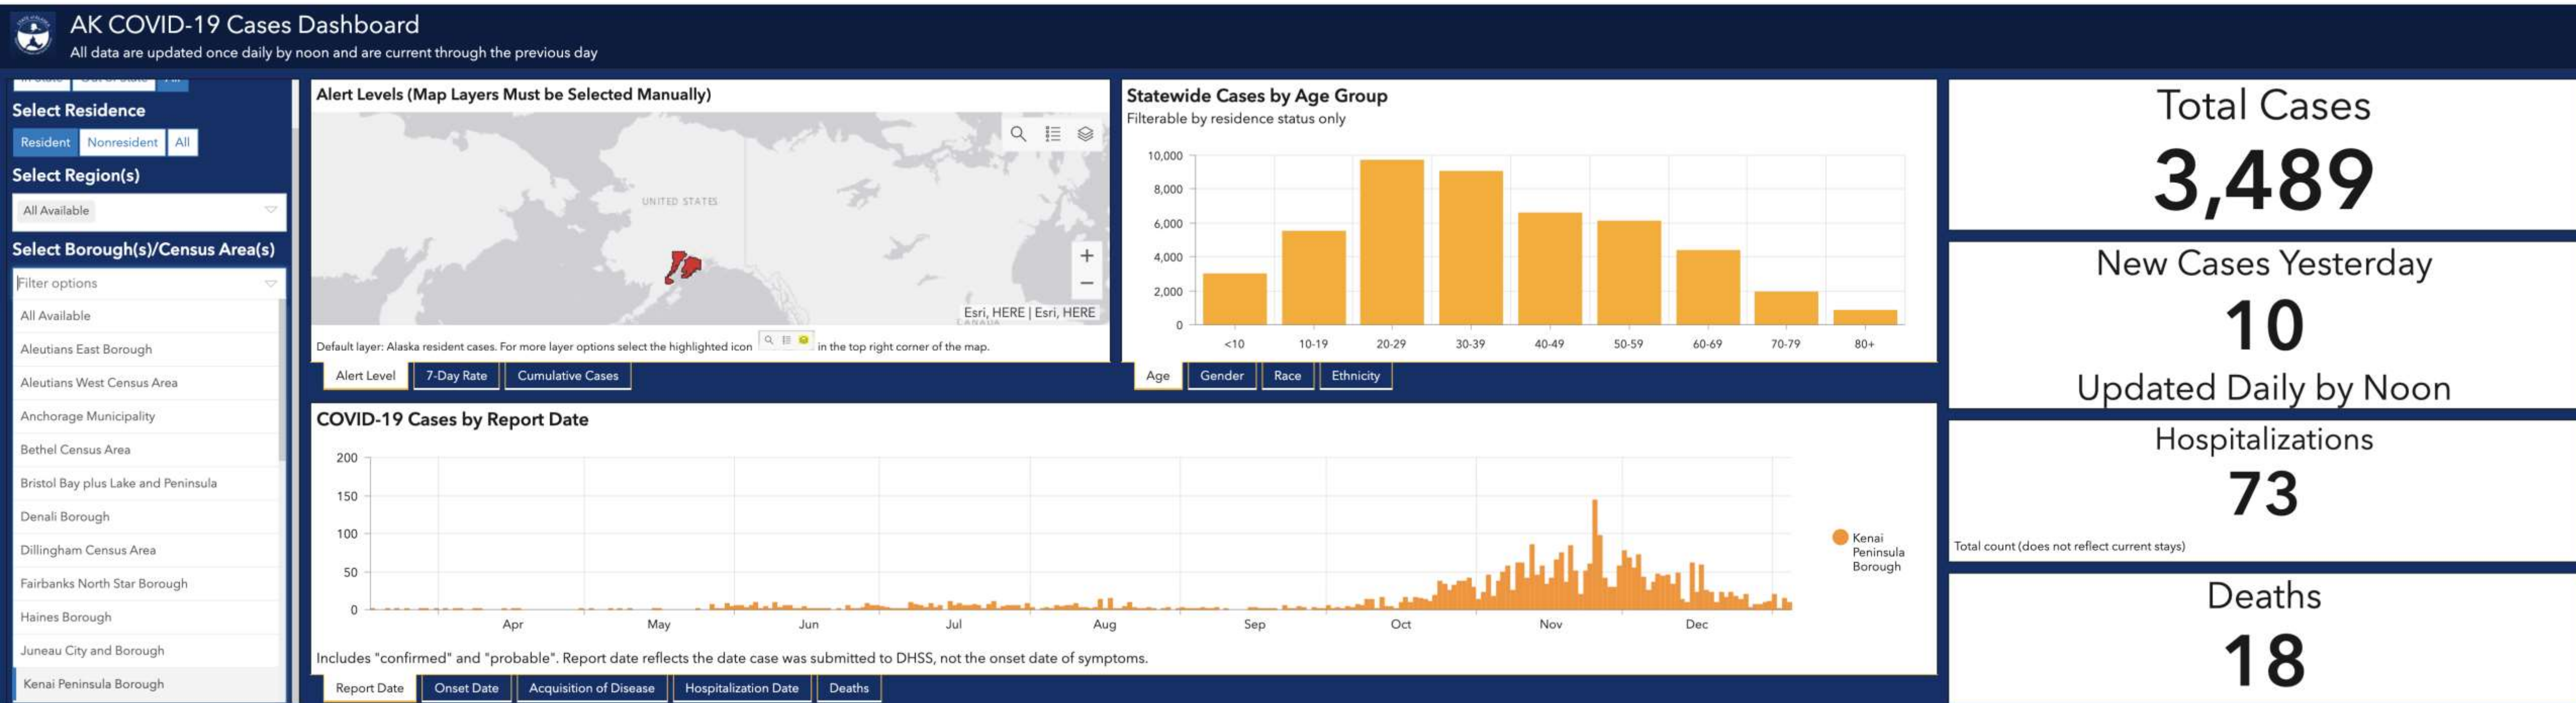 AK COVID-19 Cases Dashboard
All data are updated once daily by noon and are current through the previous day
Select Residence
Resident
Nonresident
All
Select Region(s)
All Available
Select Borough(s)/Census Area(s)
Filter options
All Available
Aleutians East Borough
Aleutians West Census Area
Anchorage Municipality
Bethel Census Area
Bristol Bay plus Lake and Peninsula
Denali Borough
Dillingham Census Area
Fairbanks North Star Borough
Haines Borough
Juneau City and Borough
Kenai Peninsula Borough
Alert Levels (Map Layers Must be Selected Manually)
UNITED STATES
+
−
Esri, HERE | Esri, HERE
CANADA
Default layer: Alaska resident cases. For more layer options select the highlighted icon in the top right corner of the map.
Alert Level
7-Day Rate
Cumulative Cases
Statewide Cases by Age Group
Filterable by residence status only
10,000
8,000
6,000
4,000
2,000
0
<10 10-19 20-29 30-39 40-49 50-59 60-69 70-79 80+
Age
Gender
Race
Ethnicity
COVID-19 Cases by Report Date
200
150
100
50
0
Apr May Jun Jul Aug Sep Oct Nov Dec
Kenai
Peninsula
Borough
Includes "confirmed" and "probable". Report date reflects the date case was submitted to DHSS, not the onset date of symptoms.
Report Date
Onset Date
Acquisition of Disease
Hospitalization Date
Deaths
Total Cases
3,489
New Cases Yesterday
10
Updated Daily by Noon
Hospitalizations
73
Total count (does not reflect current stays)
Deaths
18